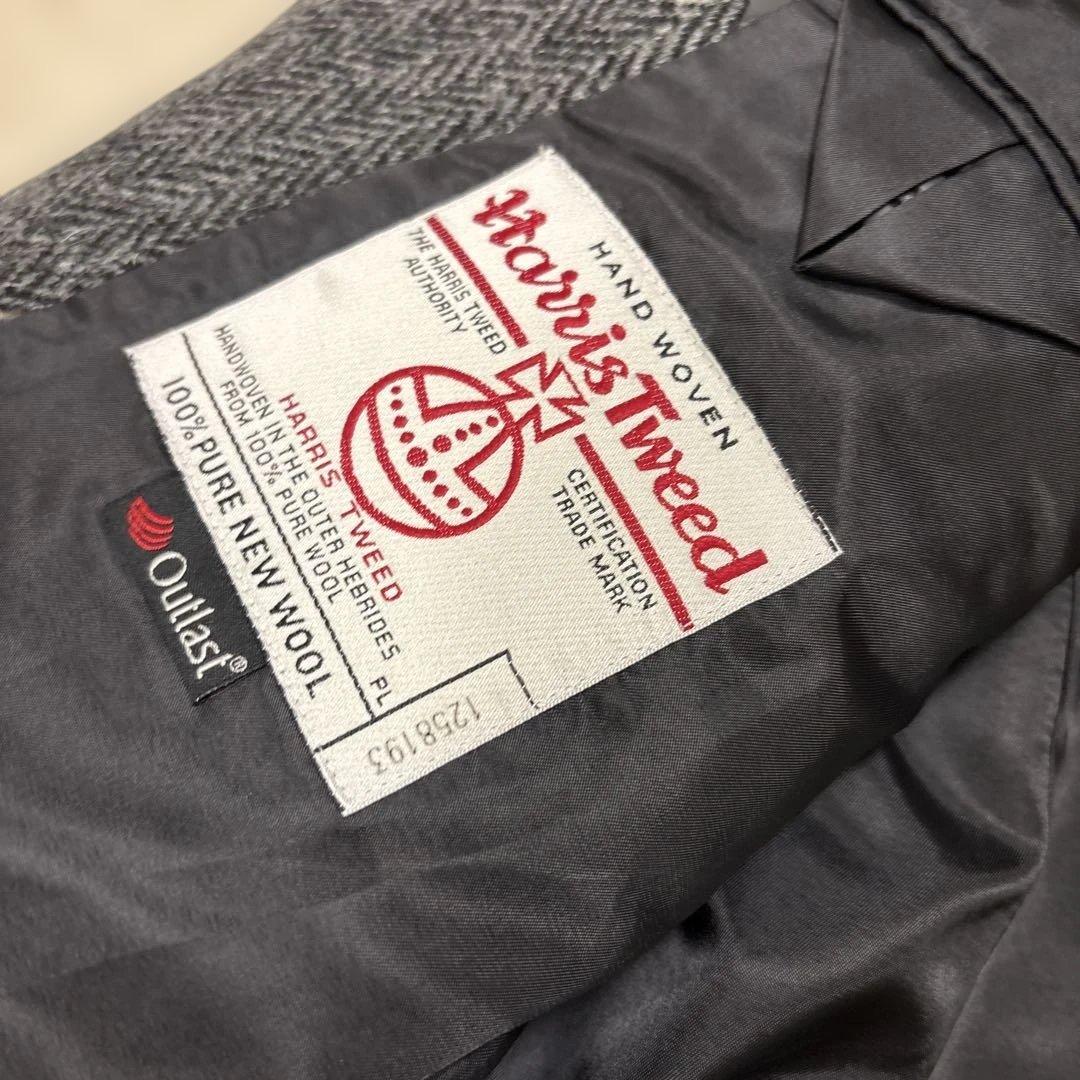 HAND WOVEN
Harris Tweed
THE HARRIS TWEED
AUTHORITY
CERTIFICATION
TRADE MARK
HARRIS TWEED
HANDWOVEN IN THE OUTER HEBRIDES
FROM 100% PURE WOOL
PL
100% PURE NEW WOOL
1258193
Outlast®